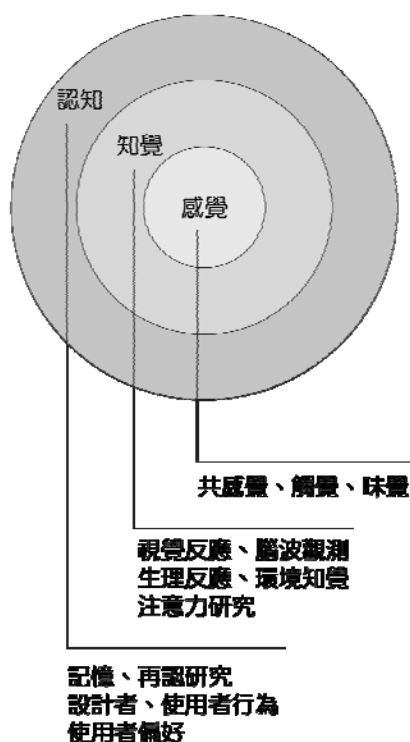 認知
知覺
感覺
共感覺、觸覺、味覺
視覺反應、腦波觀測
生理反應、環境知覺
注意力研究
記憶、再認研究
設計者、使用者行為
使用者偏好